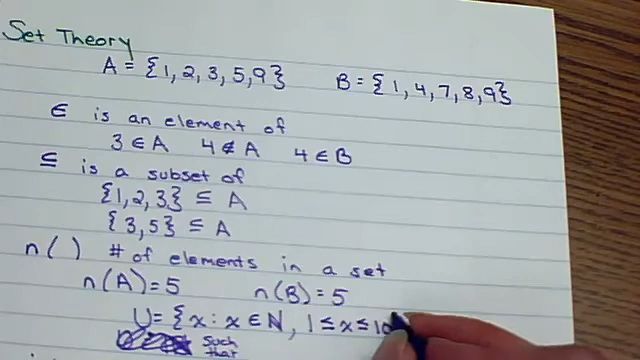 Set Theory
A = {1, 2, 3, 5, 9} B = {1, 4, 7, 8, 9}
∈ is an element of
3 ∈ A 4 ∉ A 4 ∈ B
⊆ is a subset of
{1, 2, 3} ⊆ A
{3, 5} ⊆ A
n( ) # of elements in a set
n(A) = 5 n(B) = 5
U = {x : x ∈ N, 1 ≤ x ≤ 10
such
that